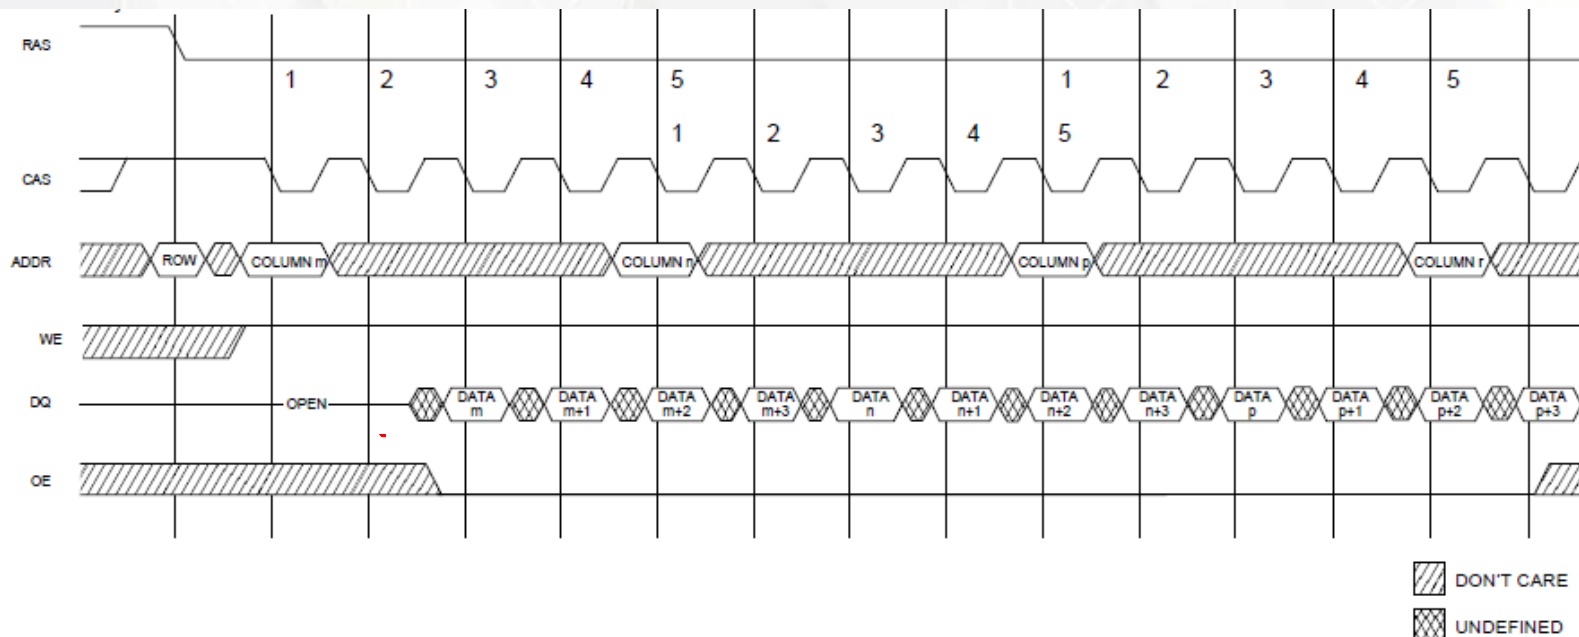 RAS
1 2 3 4 5 1 2 3 4 5
1 2 3 4 5
CAS
ADDR ROW COLUMN m COLUMN n COLUMN p COLUMN r
WE
DQ OPEN DATA m DATA m+1 DATA m+2 DATA m+3 DATA n DATA n+1 DATA n+2 DATA n+3 DATA p DATA p+1 DATA p+2 DATA p+3
OE
DON'T CARE
UNDEFINED